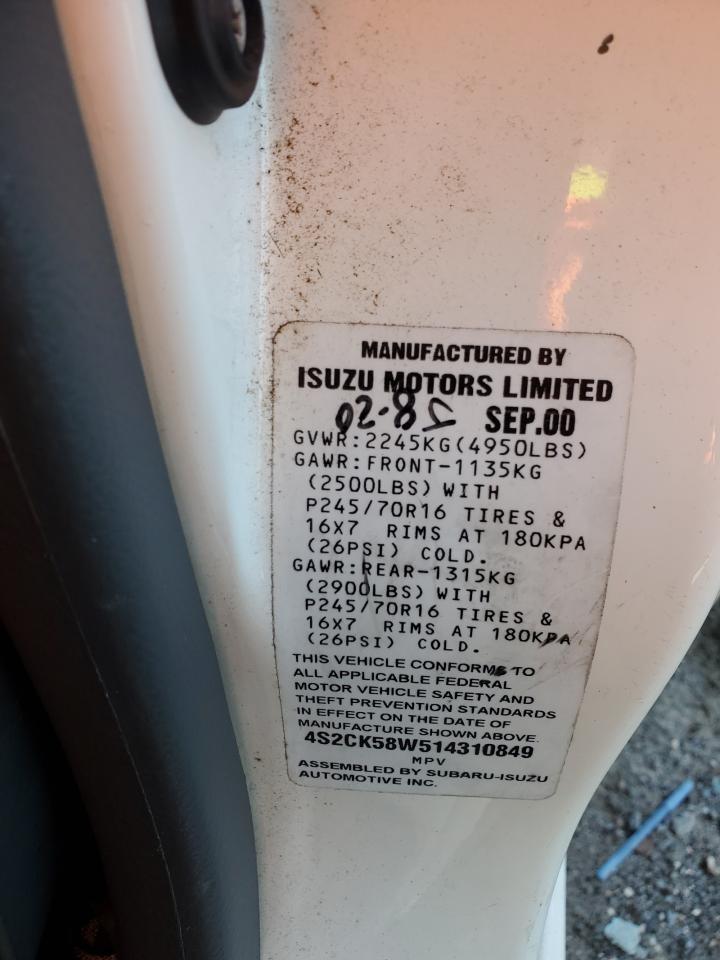 MANUFACTURED BY
ISUZU MOTORS LIMITED
02-85 SEP.00
GVWR:2245KG(4950LBS)
GAWR:FRONT-1135KG
(2500LBS) WITH
P245/70R16 TIRES &
16X7 RIMS AT 180KPA
(26PSI) COLD.
GAWR:REAR-1315KG
(2900LBS) WITH
P245/70R16 TIRES &
16X7 RIMS AT 180KPA
(26PSI) COLD.
THIS VEHICLE CONFORMS TO
ALL APPLICABLE FEDERAL
MOTOR VEHICLE SAFETY AND
THEFT PREVENTION STANDARDS
IN EFFECT ON THE DATE OF
MANUFACTURE SHOWN ABOVE.
4S2CK58W514310849
MPV
ASSEMBLED BY SUBARU-ISUZU
AUTOMOTIVE INC.